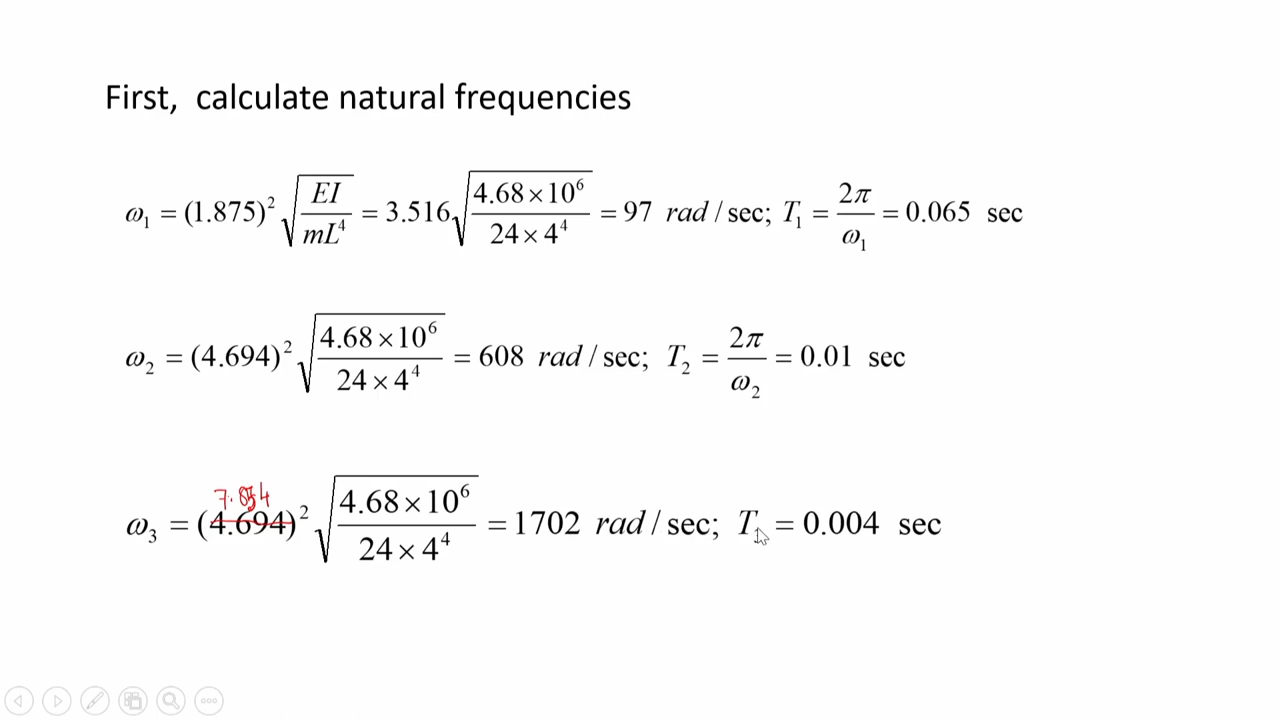 First, calculate natural frequencies
ω₁ = (1.875)² √(EI / mL⁴) = 3.516 √(4.68×10⁶ / 24×4⁴) = 97 rad/sec; T₁ = 2π / ω₁ = 0.065 sec
ω₂ = (4.694)² √(4.68×10⁶ / 24×4⁴) = 608 rad/sec; T₂ = 2π / ω₂ = 0.01 sec
7.854
ω₃ = (4.694)² √(4.68×10⁶ / 24×4⁴) = 1702 rad/sec; T = 0.004 sec